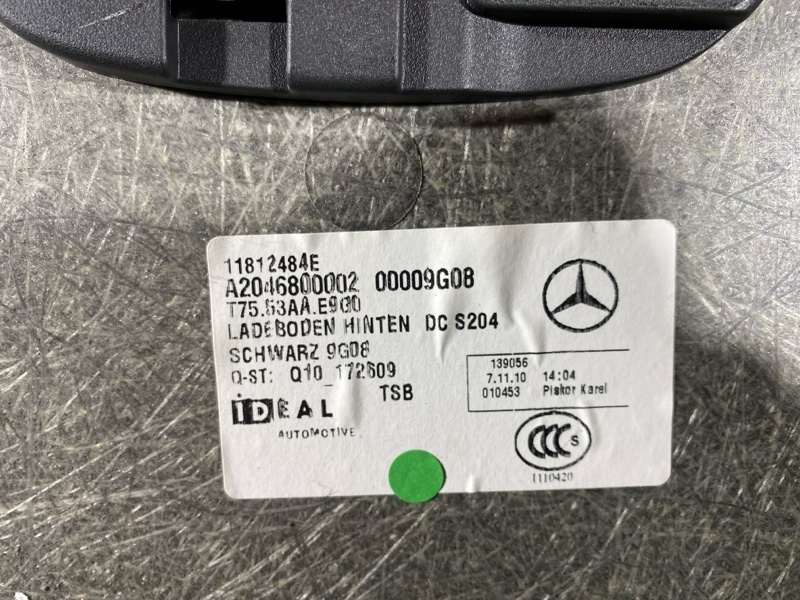 11812484E
A2046800002 00009G08
T75.53AA.E9G0
LADEBODEN HINTEN DC S204
SCHWARZ 9G08
Q-ST: Q10_172609
TSB
IDEAL
AUTOMOTIVE
139056
7.11.10 14:04
010453 Piskor Karel
CCC S
1110420